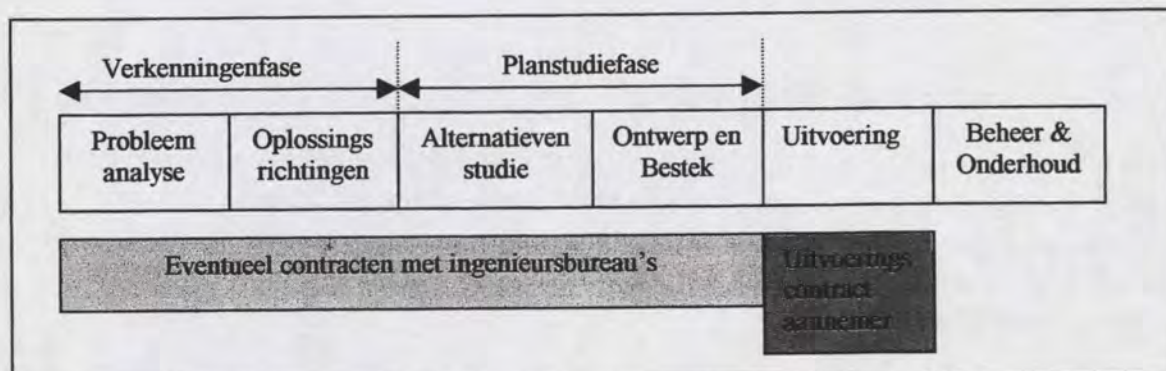 Verkenningenfase
Planstudiefase
Probleem
analyse
Oplossings
richtingen
Alternatieven
studie
Ontwerp en
Bestek
Uitvoering
Beheer &
Onderhoud
Eventueel contracten met ingenieursbureau's
Uitvoerings
contract
aannemer